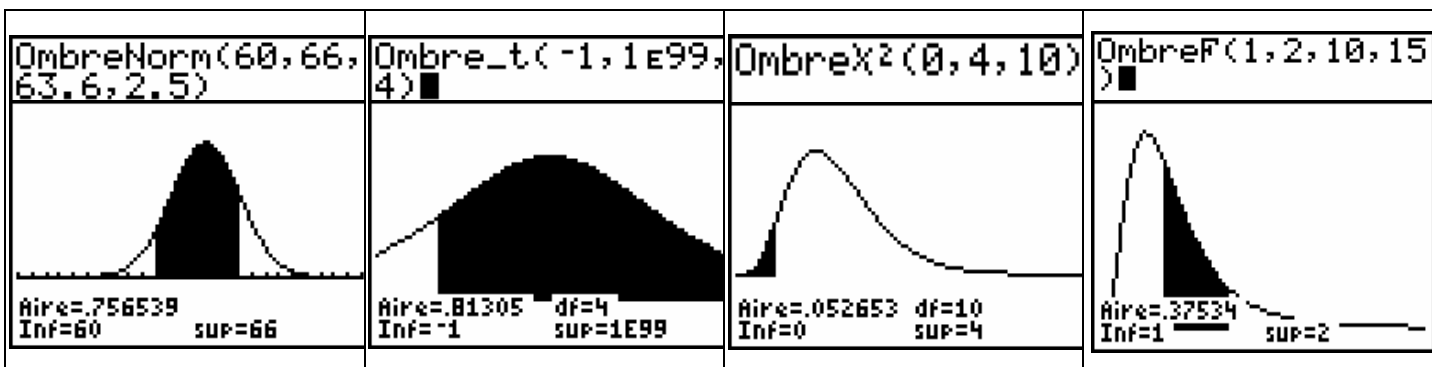 OmbreNorm(60,66,
63.6,2.5)
Aire=.756539
Inf=60 sup=66
Ombre_t(-1,1E99,
4)
Aire=.81305 df=4
Inf=-1 sup=1E99
OmbreX²(0,4,10)
Aire=.052653 df=10
Inf=0 sup=4
OmbreF(1,2,10,15
)
Aire=.37534
Inf=1 sup=2